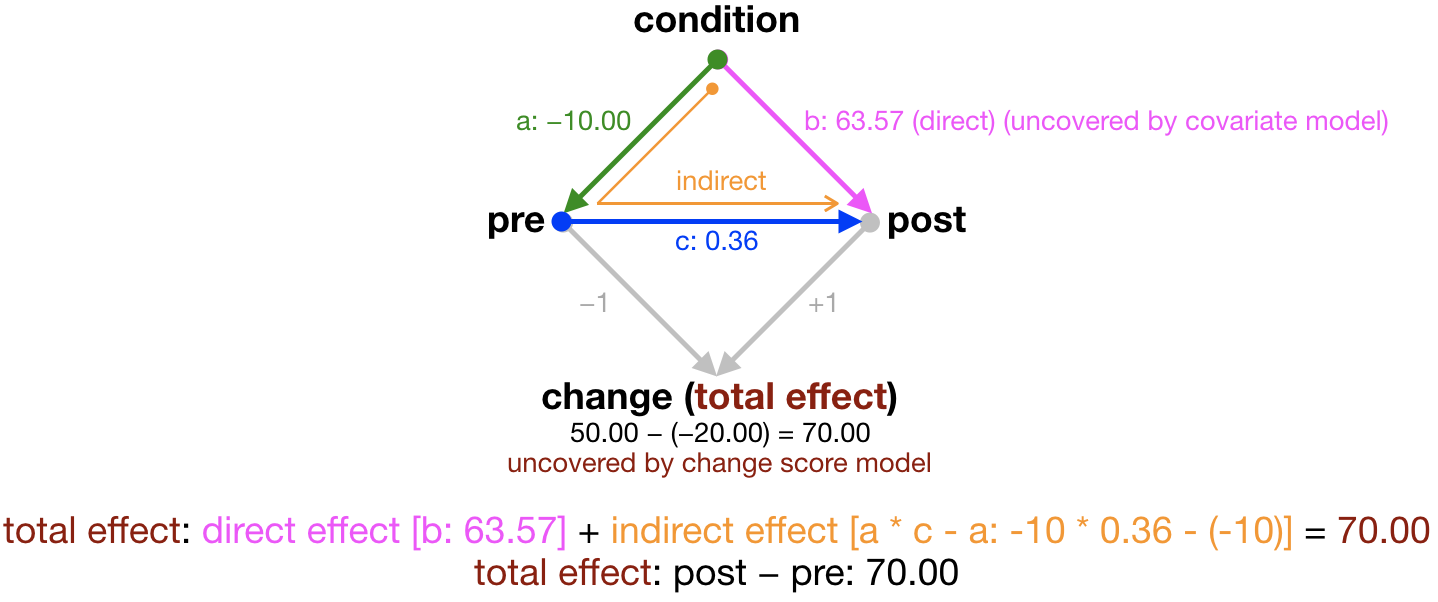 condition
a: −10.00
b: 63.57 (direct) (uncovered by covariate model)
indirect
pre
post
c: 0.36
−1
+1
change (total effect)
50.00 − (−20.00) = 70.00
uncovered by change score model
total effect: direct effect [b: 63.57] + indirect effect [a * c - a: -10 * 0.36 - (-10)] = 70.00
total effect: post − pre: 70.00